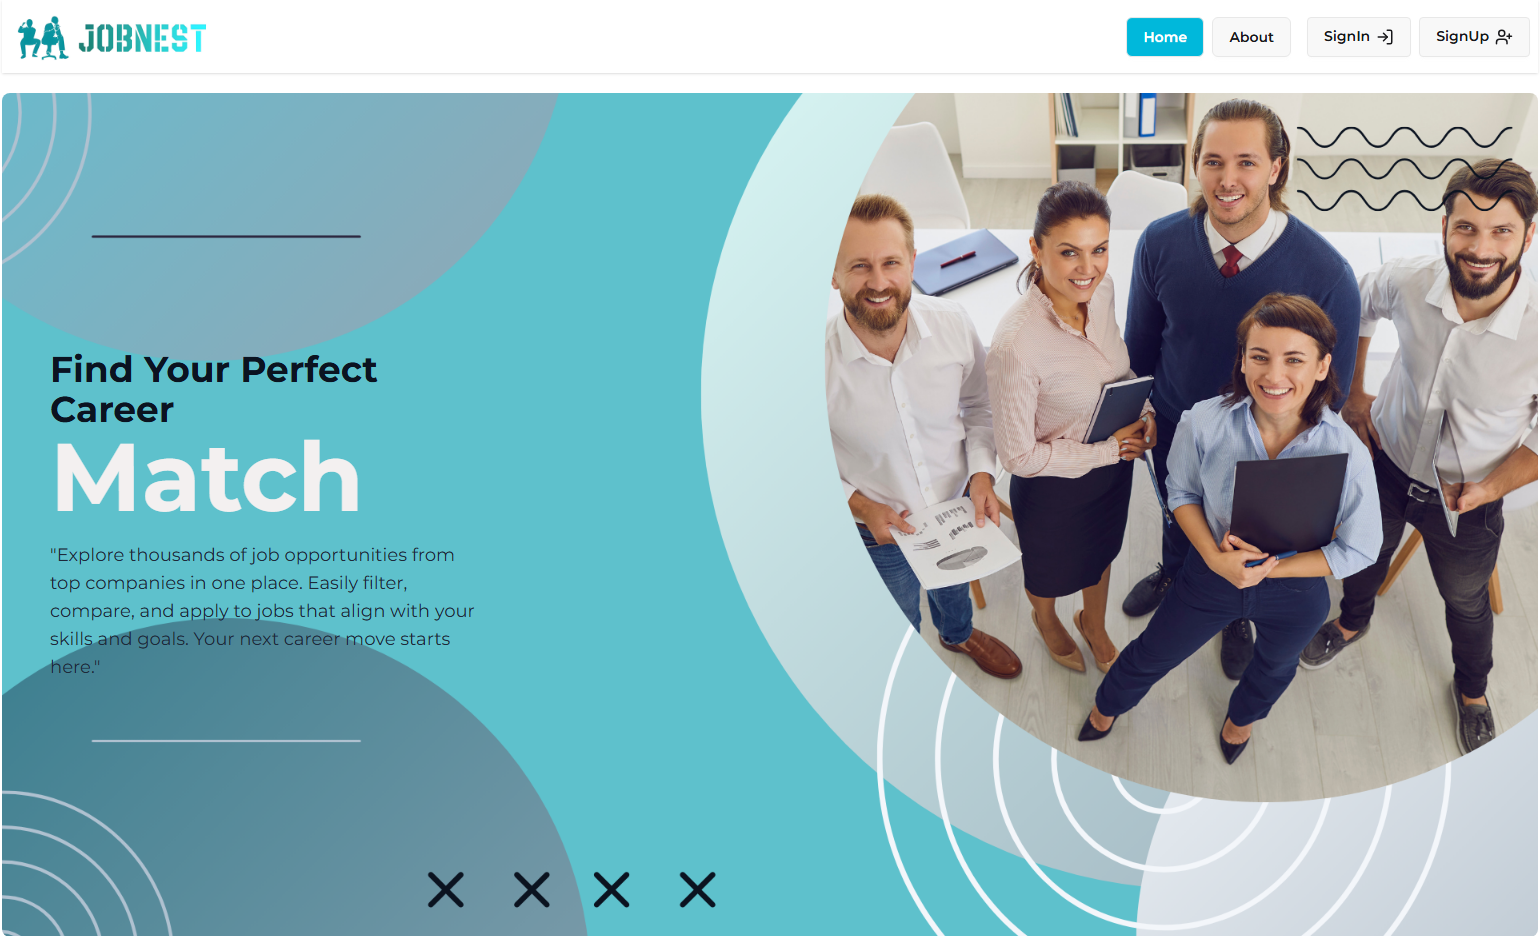 JOBNEST
Home
About
SignIn
SignUp
Find Your Perfect
Career
Match
"Explore thousands of job opportunities from
top companies in one place. Easily filter,
compare, and apply to jobs that align with your
skills and goals. Your next career move starts
here."